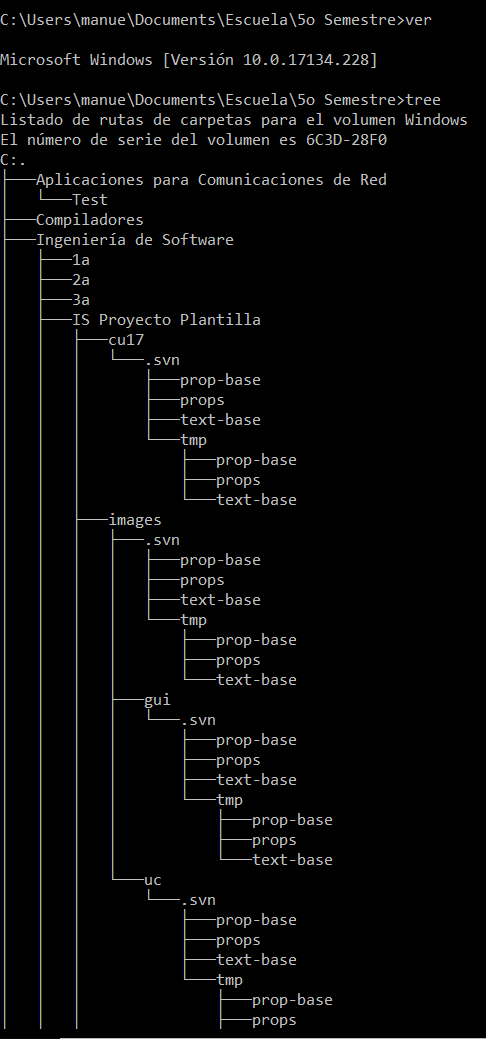 C:\Users\manue\Documents\Escuela\5o Semestre>ver
Microsoft Windows [Versión 10.0.17134.228]
C:\Users\manue\Documents\Escuela\5o Semestre>tree
Listado de rutas de carpetas para el volumen Windows
El número de serie del volumen es 6C3D-28F0
C:.
├───Aplicaciones para Comunicaciones de Red
│   └───Test
├───Compiladores
├───Ingeniería de Software
│   ├───1a
│   ├───2a
│   ├───3a
│   ├───IS Proyecto Plantilla
│   │   ├───cu17
│   │   │   └───.svn
│   │   │       ├───prop-base
│   │   │       ├───props
│   │   │       ├───text-base
│   │   │       └───tmp
│   │   │           ├───prop-base
│   │   │           ├───props
│   │   │           └───text-base
│   │   ├───images
│   │   │   ├───.svn
│   │   │   │   ├───prop-base
│   │   │   │   ├───props
│   │   │   │   ├───text-base
│   │   │   │   └───tmp
│   │   │   │       ├───prop-base
│   │   │   │       ├───props
│   │   │   │       └───text-base
│   │   │   ├───gui
│   │   │   │   └───.svn
│   │   │   │       ├───prop-base
│   │   │   │       ├───props
│   │   │   │       ├───text-base
│   │   │   │       └───tmp
│   │   │   │           ├───prop-base
│   │   │   │           ├───props
│   │   │   │           └───text-base
│   │   │   └───uc
│   │   │       └───.svn
│   │   │           ├───prop-base
│   │   │           ├───props
│   │   │           ├───text-base
│   │   │           └───tmp
│   │   │               ├───prop-base
│   │   │               ├───props